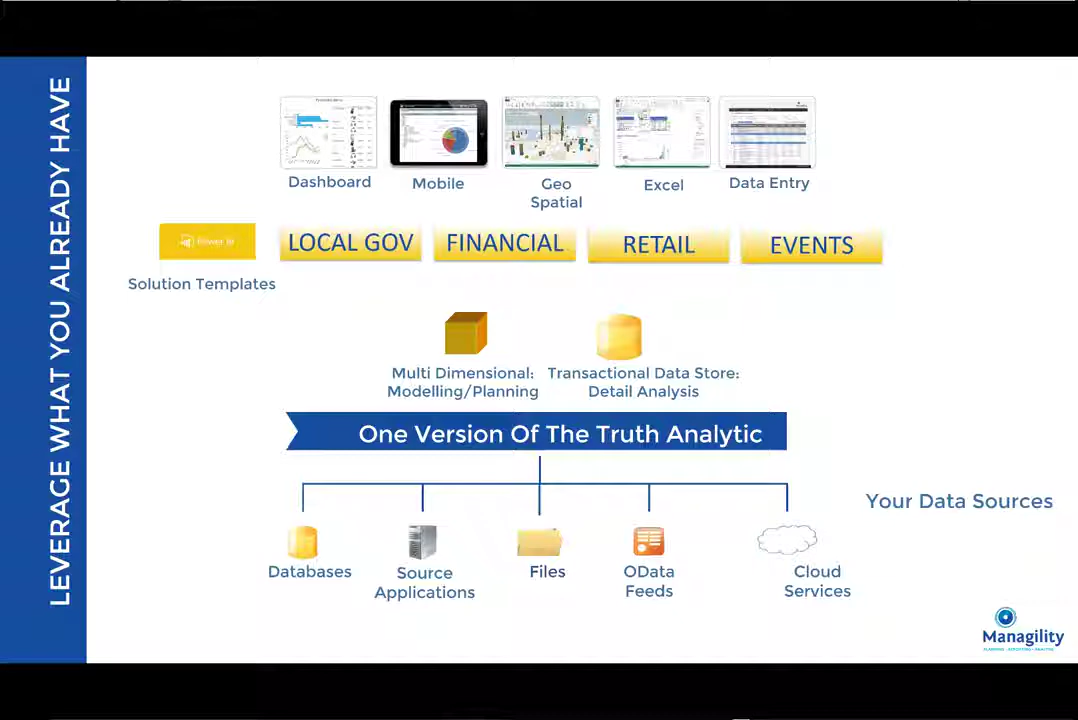 LEVERAGE WHAT YOU ALREADY HAVE
Dashboard
Mobile
Geo
Spatial
Excel
Data Entry
Power BI
LOCAL GOV
FINANCIAL
RETAIL
EVENTS
Solution Templates
Multi Dimensional:
Modelling/Planning
Transactional Data Store:
Detail Analysis
One Version Of The Truth Analytic
Your Data Sources
Databases
Source
Applications
Files
OData
Feeds
Cloud
Services
Managility